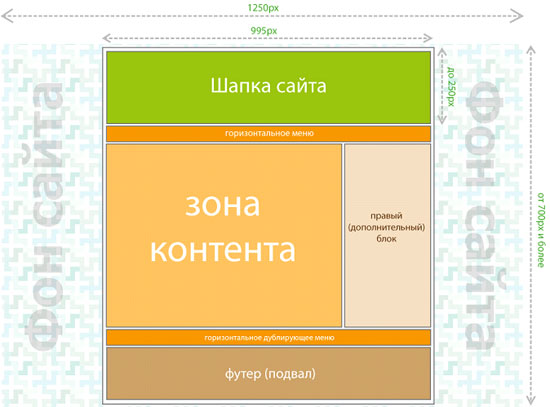 1250px
995px
Шапка сайта
до 250px
горизонтальное меню
фон сайта
зона
контента
правый
(дополнительный)
блок
фон сайта
от 700px и более
горизонтальное дублирующее меню
футер (подвал)